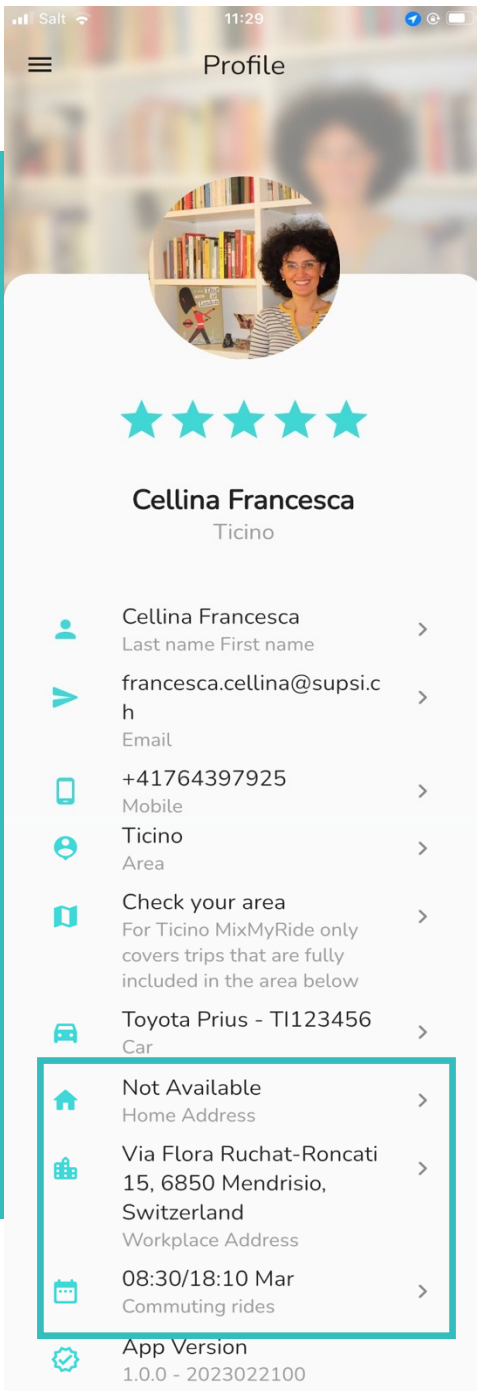 Salt 11:29
Profile
Cellina Francesca
Ticino
Cellina Francesca
Last name First name
francesca.cellina@supsi.c
h
Email
+41764397925
Mobile
Ticino
Area
Check your area
For Ticino MixMyRide only
covers trips that are fully
included in the area below
Toyota Prius - TI123456
Car
Not Available
Home Address
Via Flora Ruchat-Roncati
15, 6850 Mendrisio,
Switzerland
Workplace Address
08:30/18:10 Mar
Commuting rides
App Version
1.0.0 - 2023022100